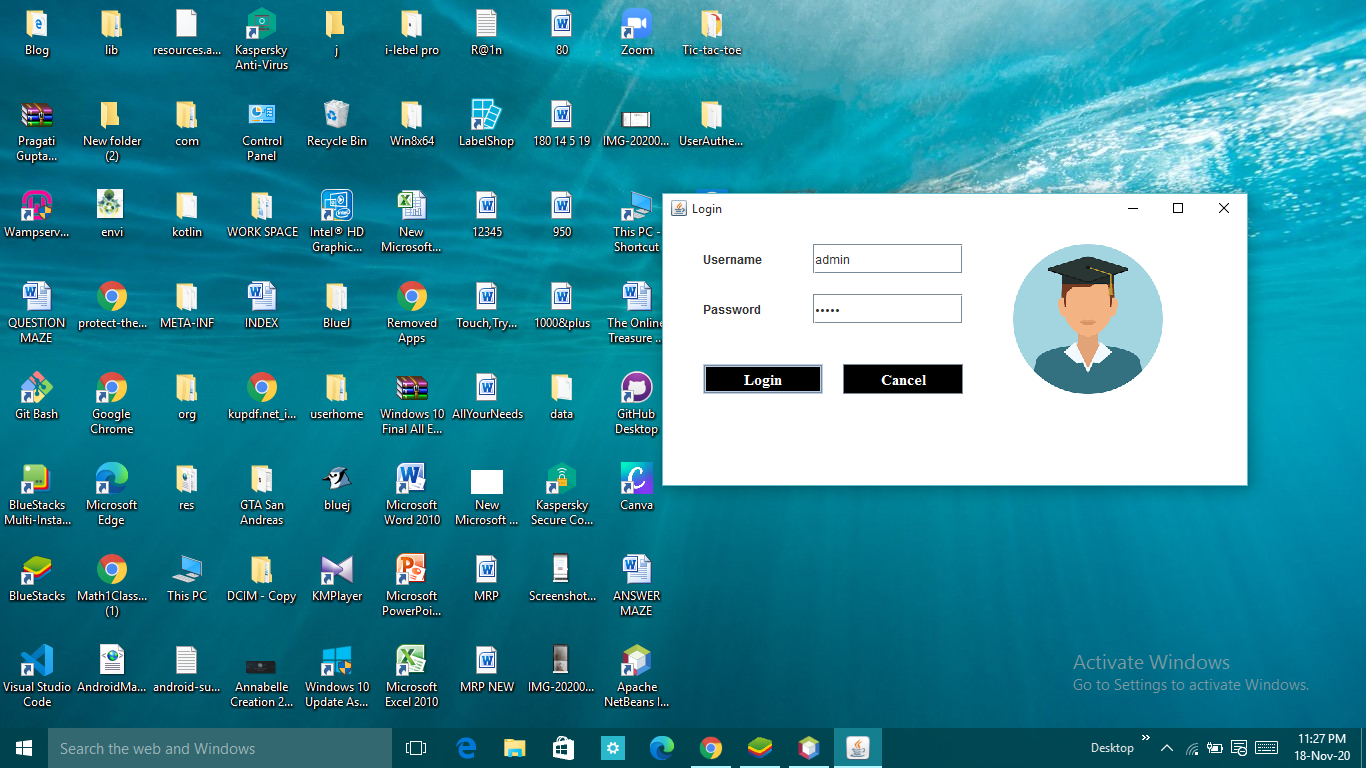 Blog
lib
resources.a...
Kaspersky
Anti-Virus
j
i-lebel pro
R@1n
80
Zoom
Tic-tac-toe
Pragati
Gupta...
New folder
(2)
com
Control
Panel
Recycle Bin
Win8x64
LabelShop
180 14 5 19
IMG-20200...
UserAuthe...
Wampserv...
envi
kotlin
WORK SPACE
Intel® HD
Graphic...
New
Microsoft...
12345
950
This PC -
Shortcut
QUESTION
MAZE
protect-the...
META-INF
INDEX
BlueJ
Removed
Apps
Touch,Try...
1000&plus
The Online
Treasure ..
Git Bash
Google
Chrome
org
kupdf.net_i...
userhome
Windows 10
Final All E...
AllYourNeeds
data
GitHub
Desktop
BlueStacks
Multi-Insta...
Microsoft
Edge
res
GTA San
Andreas
bluej
Microsoft
Word 2010
New
Microsoft ...
Kaspersky
Secure Co...
Canva
BlueStacks
Math1Class...
(1)
This PC
DCIM - Copy
KMPlayer
Microsoft
PowerPoi...
MRP
Screenshot...
ANSWER
MAZE
Visual Studio
Code
AndroidMa...
android-su...
Annabelle
Creation 2...
Windows 10
Update As...
Microsoft
Excel 2010
MRP NEW
IMG-20200...
Apache
NetBeans I...
Login
Username
admin
Password
•••••
Login
Cancel
Activate Windows
Go to Settings to activate Windows.
Search the web and Windows
Desktop
11:27 PM
18-Nov-20